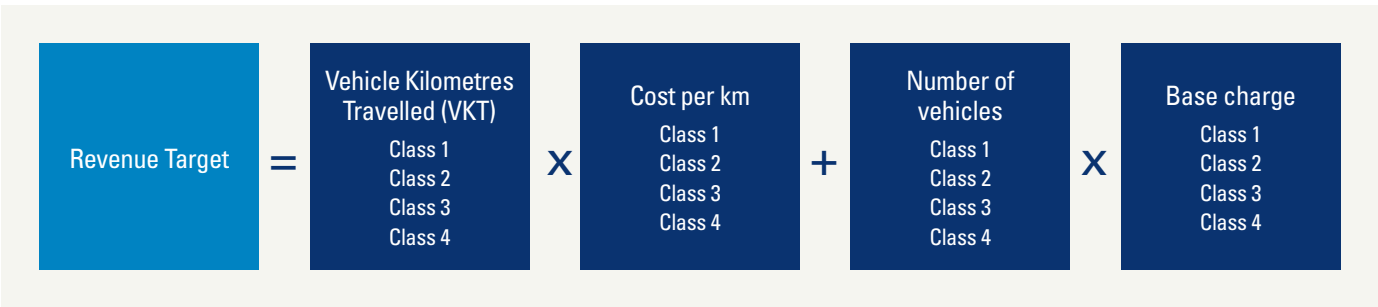 Revenue Target
=
Vehicle Kilometres
Travelled (VKT)
Class 1
Class 2
Class 3
Class 4
x
Cost per km
Class 1
Class 2
Class 3
Class 4
+
Number of
vehicles
Class 1
Class 2
Class 3
Class 4
x
Base charge
Class 1
Class 2
Class 3
Class 4